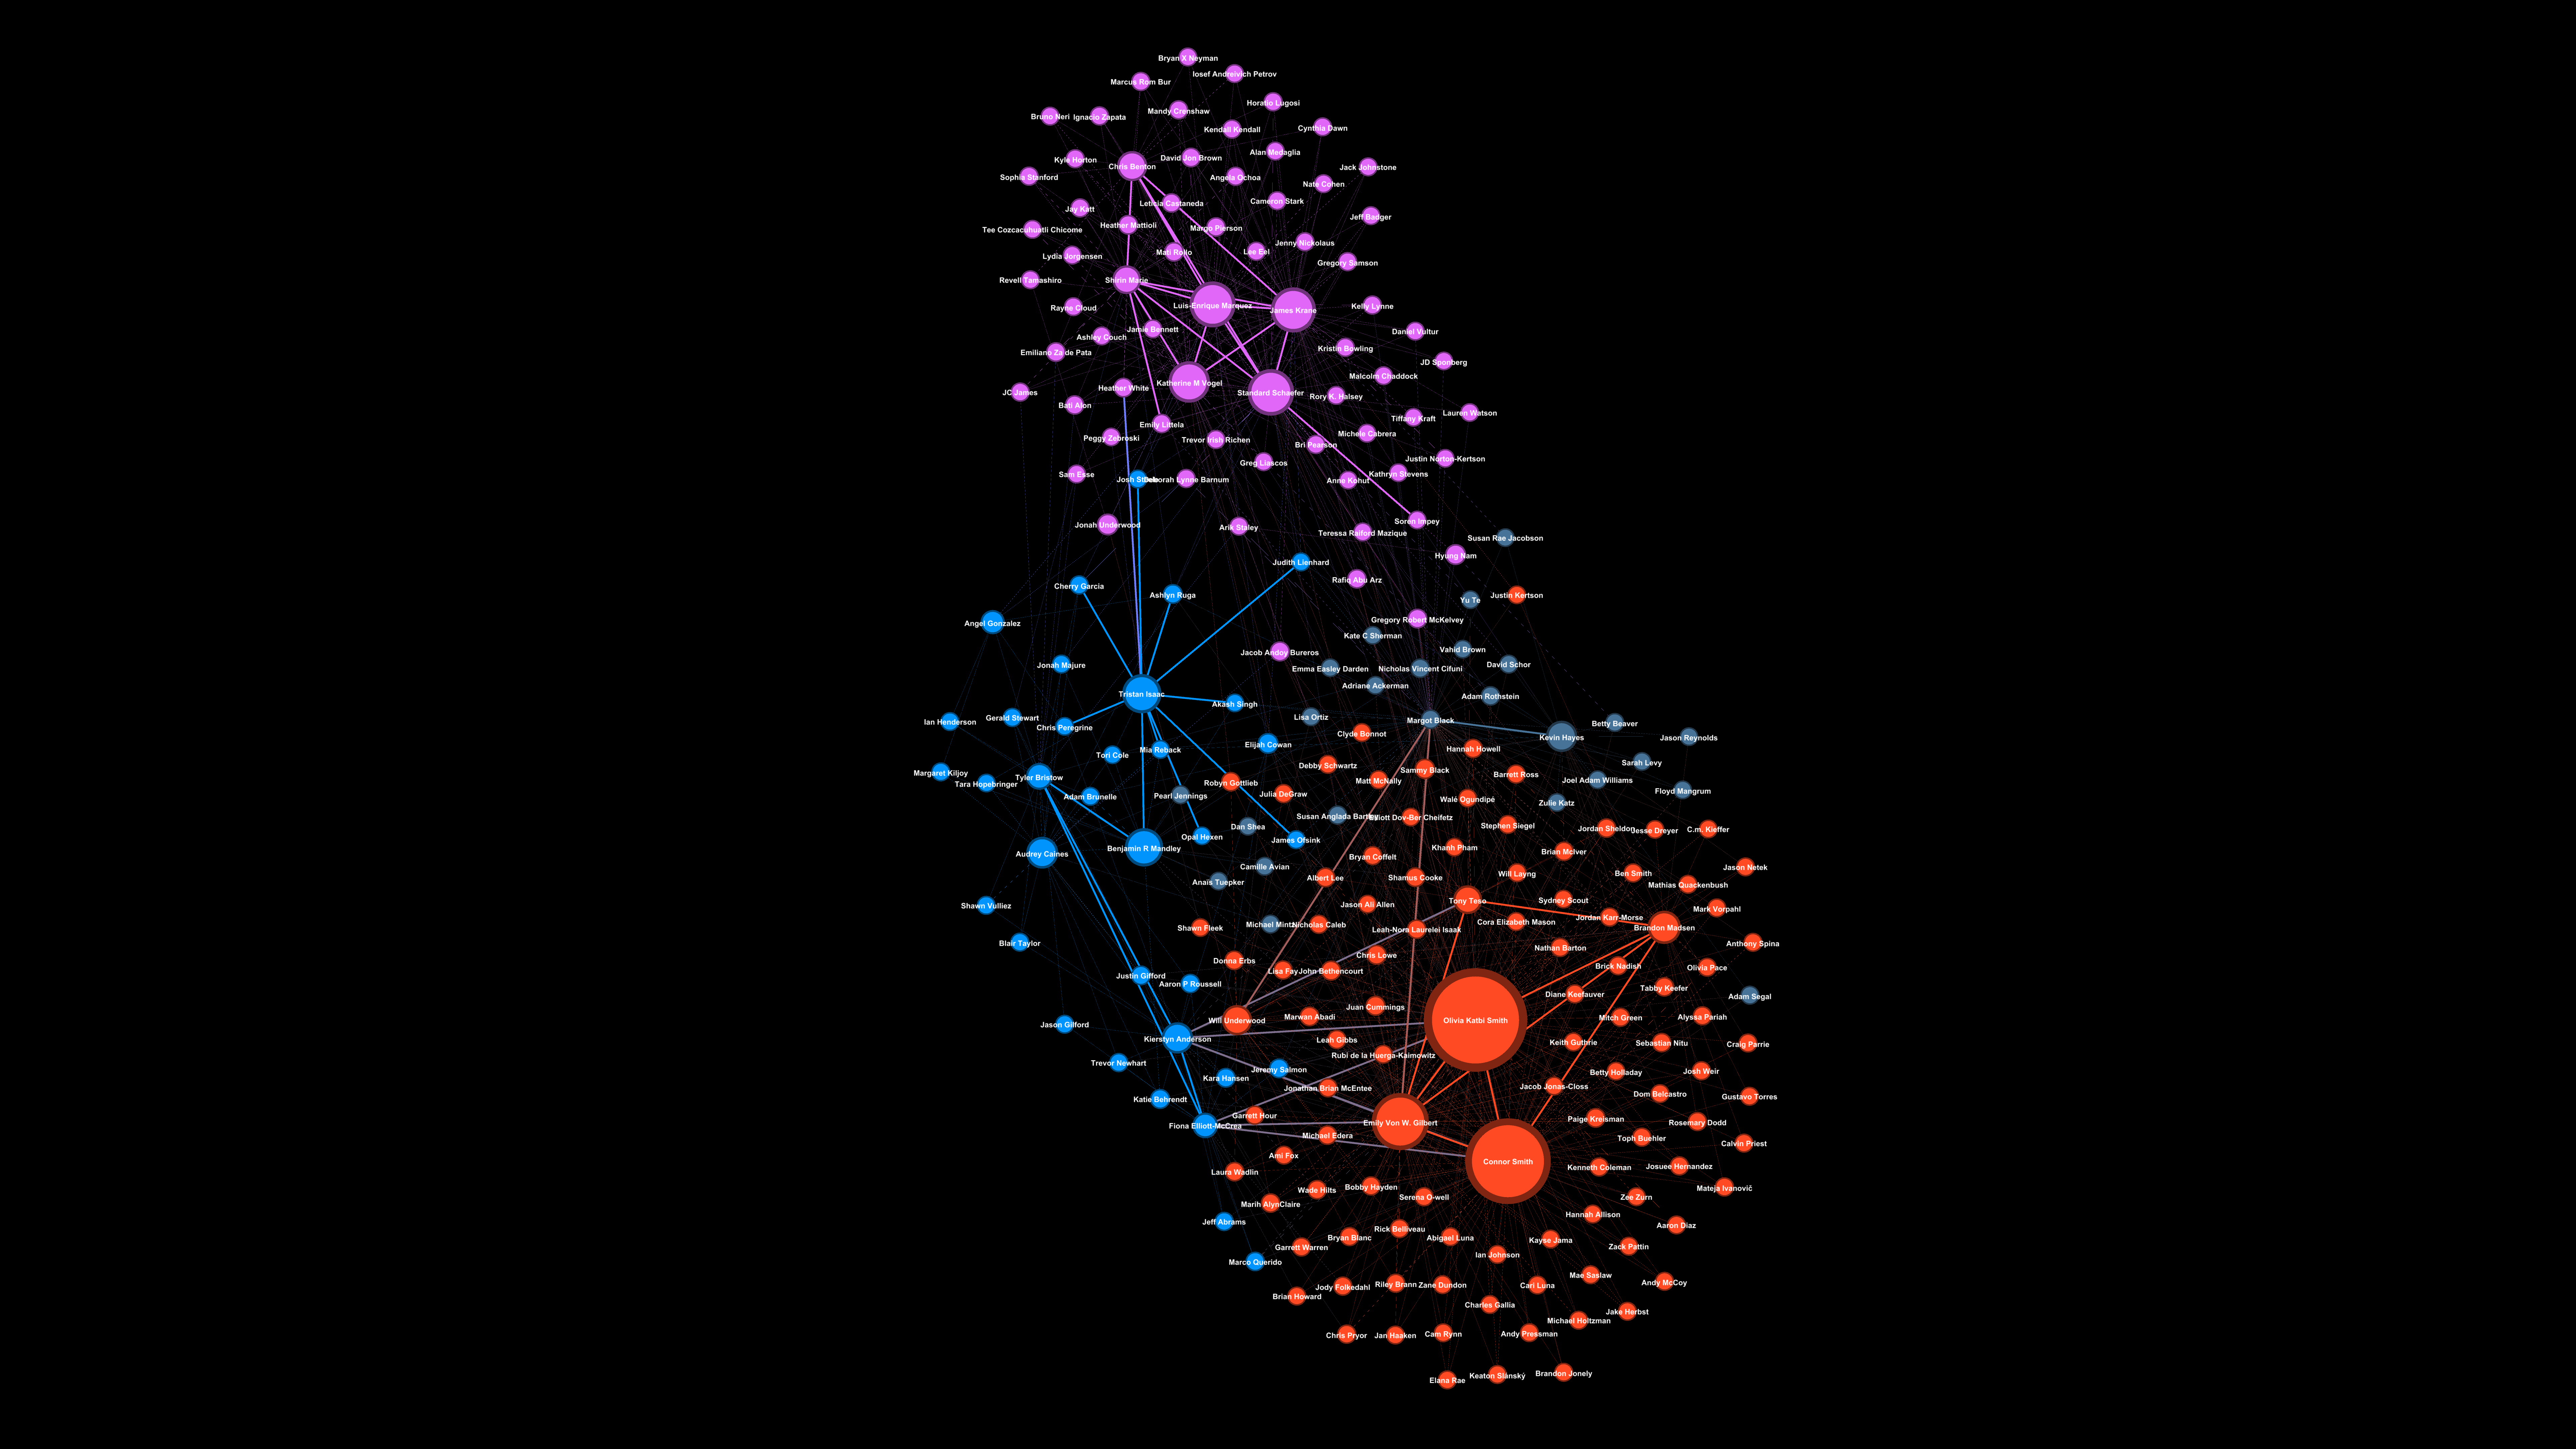 Bryan X Neyman
Iosef Andreivich Petrov
Marcus Rom Bur
Horatio Lugosi
Mandy Crenshaw
Bruno Neri
Ignacio Zapata
Kendall Kendall
Cynthia Dawn
Alan Medaglia
David Jon Brown
Kyle Horton
Chris Benton
Jack Johnstone
Sophia Stanford
Angela Ochoa
Nate Cohen
Cameron Stark
Leticia Castaneda
Jay Katt
Jeff Badger
Heather Mattioli
Margo Pierson
Tee Cozcacuhuatli Chicome
Jenny Nickolaus
Mati Rollo
Lee Eel
Lydia Jorgensen
Gregory Samson
Revell Tamashiro
Shirin Marie
Luis-Enrique Marquez
Kelly Lynne
Rayne Cloud
James Krane
Jamie Bennett
Daniel Vultur
Ashley Couch
Kristin Bowling
Emiliano Za de Pata
JD Sponberg
Malcolm Chaddock
Katherine M Vogel
Heather White
JC James
Standard Schaefer
Rory K. Halsey
Bati Alon
Lauren Watson
Tiffany Kraft
Emily Littela
Michele Cabrera
Peggy Zebroski
Trevor Irish Richen
Bri Pearson
Justin Norton-Kertson
Greg Llascos
Sam Esse
Kathryn Stevens
Deborah Lynne Barnum
Anne Kohut
Soren Impey
Jonah Underwood
Arik Staley
Teressa Raiford Mazique
Susan Rae Jacobson
Hyung Nam
Judith Lienhard
Rafiq Abu Arz
Cherry Garcia
Ashlyn Ruga
Justin Kertson
Yu Te
Gregory Robert McKelvey
Angel Gonzalez
Kate C Sherman
Vahid Brown
Jacob Andoy Bureros
Jonah Majure
Emma Easley Darden
Nicholas Vincent Cifuni
David Schor
Adriane Ackerman
Tristan Isaac
Adam Rothstein
Akash Singh
Lisa Ortiz
Gerald Stewart
Margot Black
Ian Henderson
Betty Beaver
Chris Peregrine
Clyde Bonnot
Kevin Hayes
Jason Reynolds
Elijah Cowan
Hannah Howell
Mia Reback
Tori Cole
Sarah Levy
Debby Schwartz
Sammy Black
Margaret Kiljoy
Barrett Ross
Tyler Bristow
Matt McNally
Joel Adam Williams
Tara Hopebringer
Robyn Gottlieb
Floyd Mangrum
Julia DeGraw
Adam Brunelle
Pearl Jennings
Walé Ogundipé
Zulie Katz
Elliott Dov-Ber Cheifetz
Stephen Siegel
Dan Shea
Jordan Sheldon
Jesse Dreyer
C.m. Kieffer
Opal Hexen
James Ofsink
Khanh Pham
Benjamin R Mandley
Brian McIver
Audrey Caines
Bryan Coffelt
Camille Avian
Jason Netek
Will Layng
Ben Smith
Albert Lee
Shamus Cooke
Anaïs Tuepker
Mathias Quackenbush
Tony Teso
Sydney Scout
Jason Ali Allen
Shawn Vulliez
Mark Vorpahl
Jordan Karr-Morse
Cora Elizabeth Mason
Michael Mintz
Nicholas Caleb
Shawn Fleek
Brandon Madsen
Leah-Nora Laurelei Isaak
Blair Taylor
Anthony Spina
Nathan Barton
Chris Lowe
Donna Erbs
Brick Nadish
Olivia Pace
Lisa Fay
John Bethencourt
Justin Gifford
Aaron P Roussell
Tabby Keefer
Diane Keefauver
Adam Segal
Juan Cummings
Marwan Abadi
Mitch Green
Alyssa Pariah
Will Underwood
Olivia Katbi Smith
Jason Gilford
Kierstyn Anderson
Leah Gibbs
Keith Guthrie
Sebastian Nitu
Craig Parrie
Rubí de la Huerga-Kaimowitz
Trevor Newhart
Jeremy Salmon
Betty Holladay
Josh Weir
Kara Hansen
Jonathan Brian McEntee
Jacob Jonas-Closs
Dom Belcastro
Gustavo Torres
Katie Behrendt
Garrett Hour
Paige Kreisman
Rosemary Dodd
Emily Von W. Gilbert
Fiona Elliott-McCrea
Michael Edera
Toph Buehler
Calvin Priest
Ami Fox
Connor Smith
Kenneth Coleman
Josuee Hernandez
Laura Wadlin
Bobby Hayden
Mateja Ivanovič
Wade Hilts
Serena O-well
Zee Zurn
Marih AlynClaire
Hannah Allison
Jeff Abrams
Aaron Diaz
Rick Belliveau
Bryan Blanc
Abigael Luna
Kayse Jama
Garrett Warren
Zack Pattin
Ian Johnson
Marco Querido
Mae Saslaw
Andy McCoy
Riley Brann
Zane Dundon
Jody Folkedahl
Carl Luna
Brian Howard
Charles Gallia
Jake Herbst
Michael Holtzman
Chris Pryor
Jan Haaken
Cam Rynn
Andy Pressman
Brandon Jonely
Keaton Slánský
Elana Rae